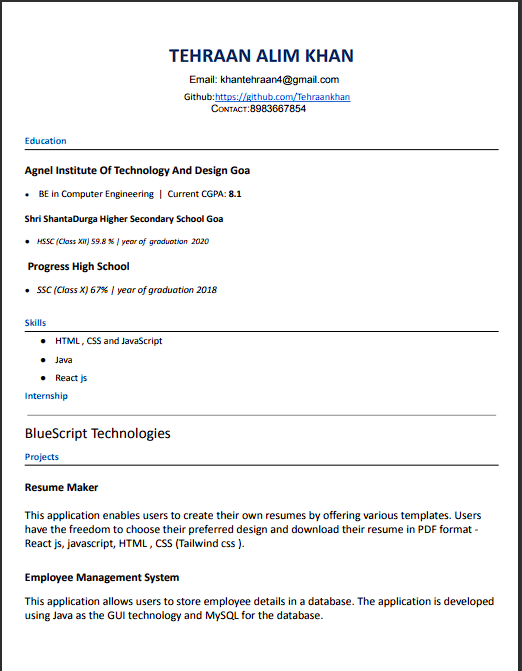 TEHRAAN ALIM KHAN
Email: khantehraan4@gmail.com
Github:https://github.com/Tehraankhan
CONTACT:8983667854
Education
Agnel Institute Of Technology And Design Goa
• BE in Computer Engineering | Current CGPA: 8.1
Shri ShantaDurga Higher Secondary School Goa
• HSSC (Class XII) 59.8 % | year of graduation 2020
Progress High School
• SSC (Class X) 67% | year of graduation 2018
Skills
• HTML , CSS and JavaScript
• Java
• React js
Internship
BlueScript Technologies
Projects
Resume Maker
This application enables users to create their own resumes by offering various templates. Users
have the freedom to choose their preferred design and download their resume in PDF format -
React js, javascript, HTML , CSS (Tailwind css ).
Employee Management System
This application allows users to store employee details in a database. The application is developed
using Java as the GUI technology and MySQL for the database.